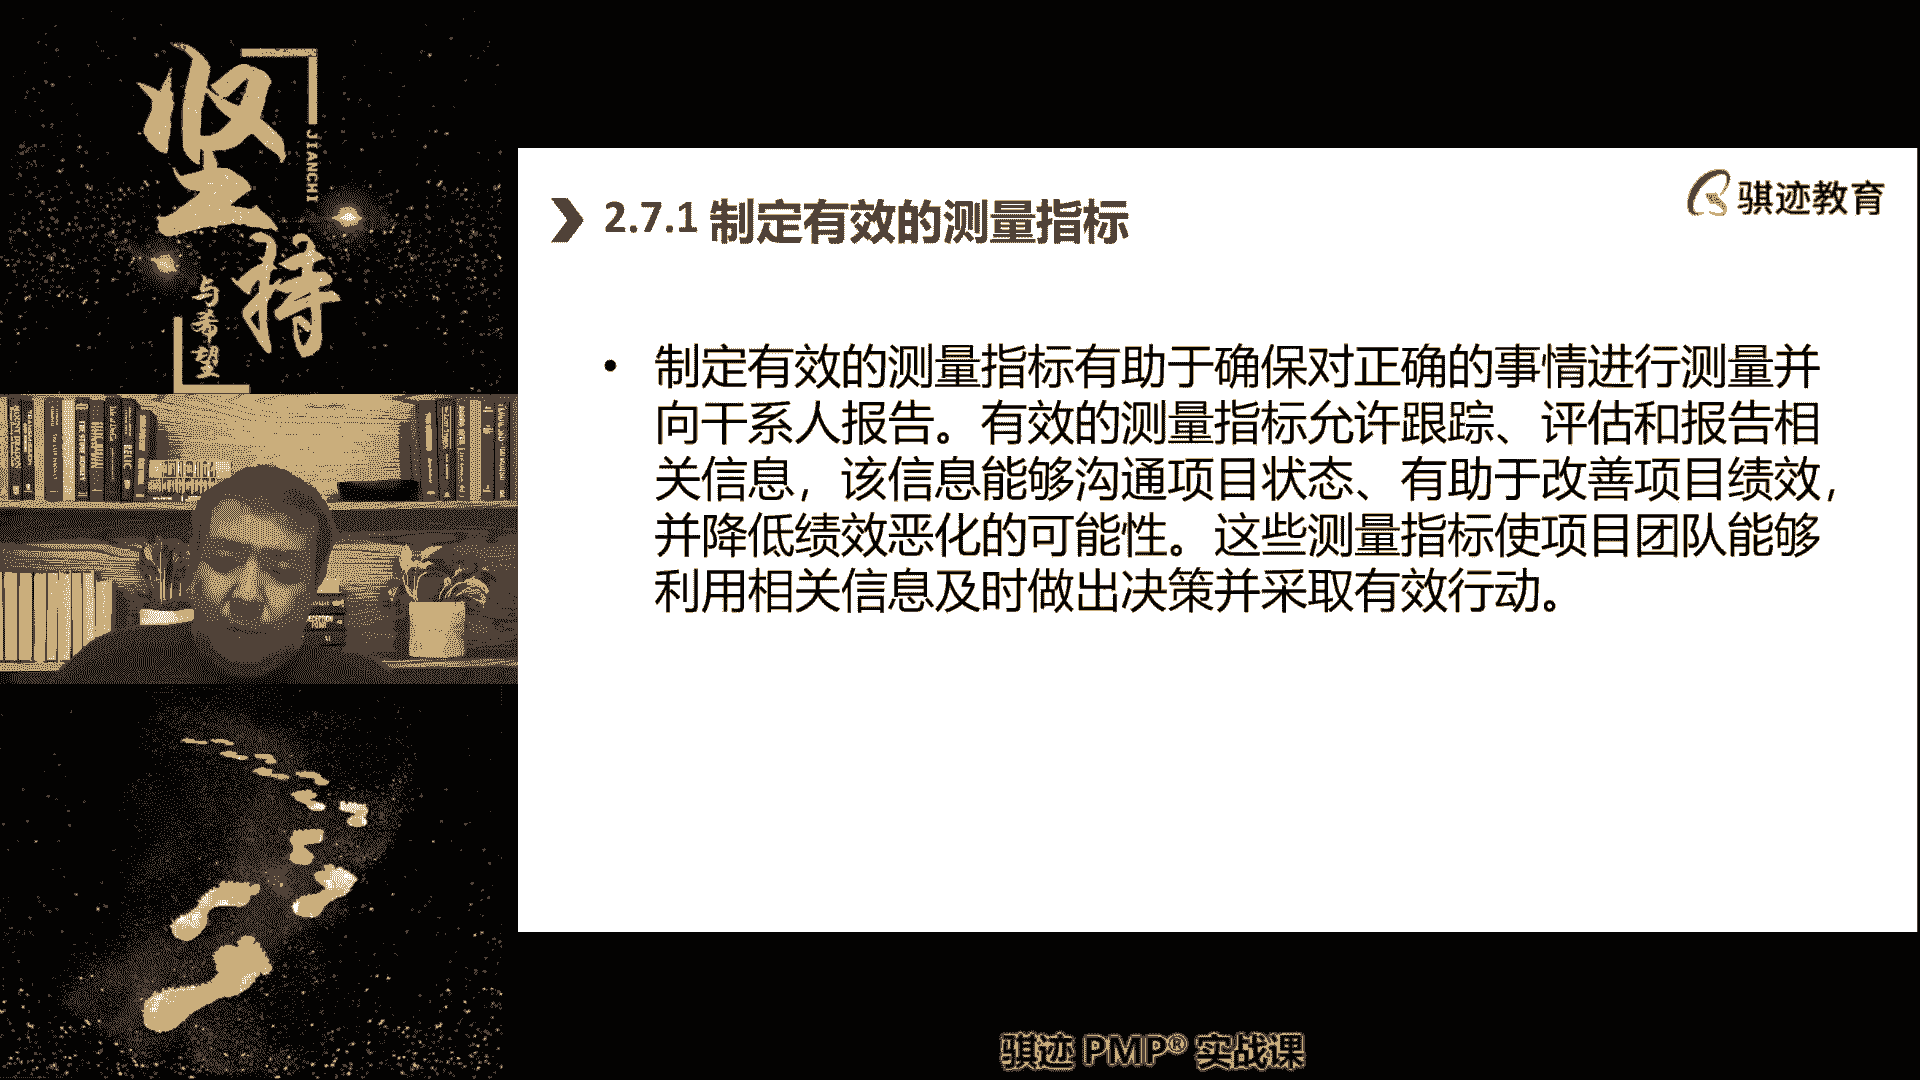 坚持
JIANCHI
与希望
骐迹教育
2.7.1 制定有效的测量指标
• 制定有效的测量指标有助于确保对正确的事情进行测量并
向干系人报告。有效的测量指标允许跟踪、评估和报告相
关信息，该信息能够沟通项目状态、有助于改善项目绩效，
并降低绩效恶化的可能性。这些测量指标使项目团队能够
利用相关信息及时做出决策并采取有效行动。
骐迹 PMP® 实战课